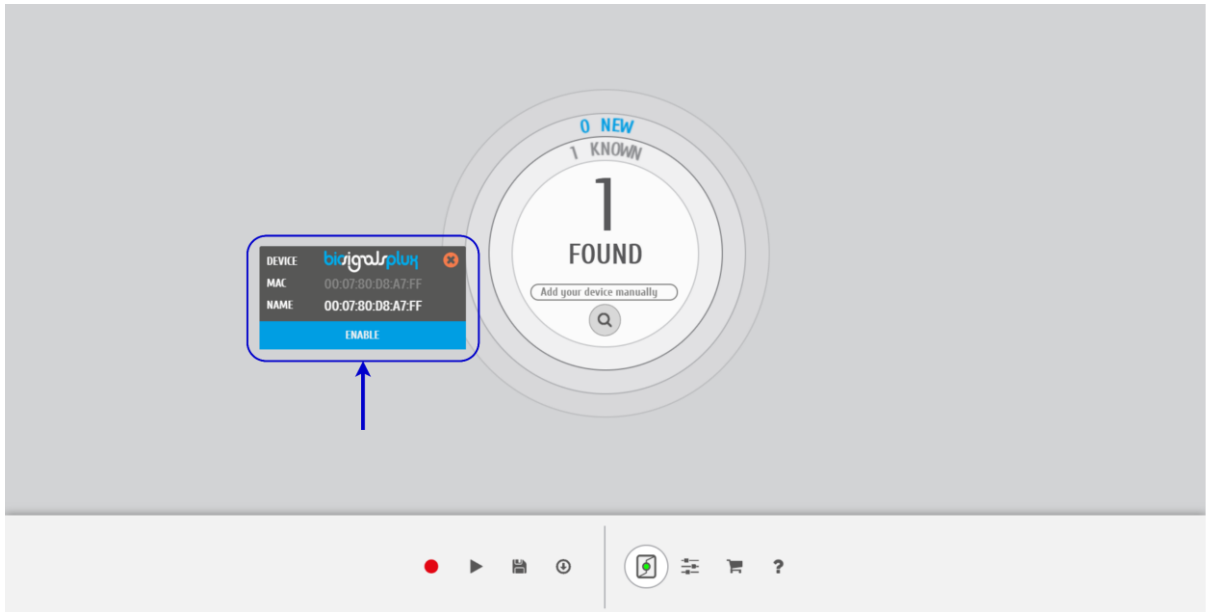 0 NEW
1 KNOWN
1
FOUND
Add your device manually
DEVICE biosignalsplux
MAC 00:07:80:D8:A7:FF
NAME 00:07:80:D8:A7:FF
ENABLE
?